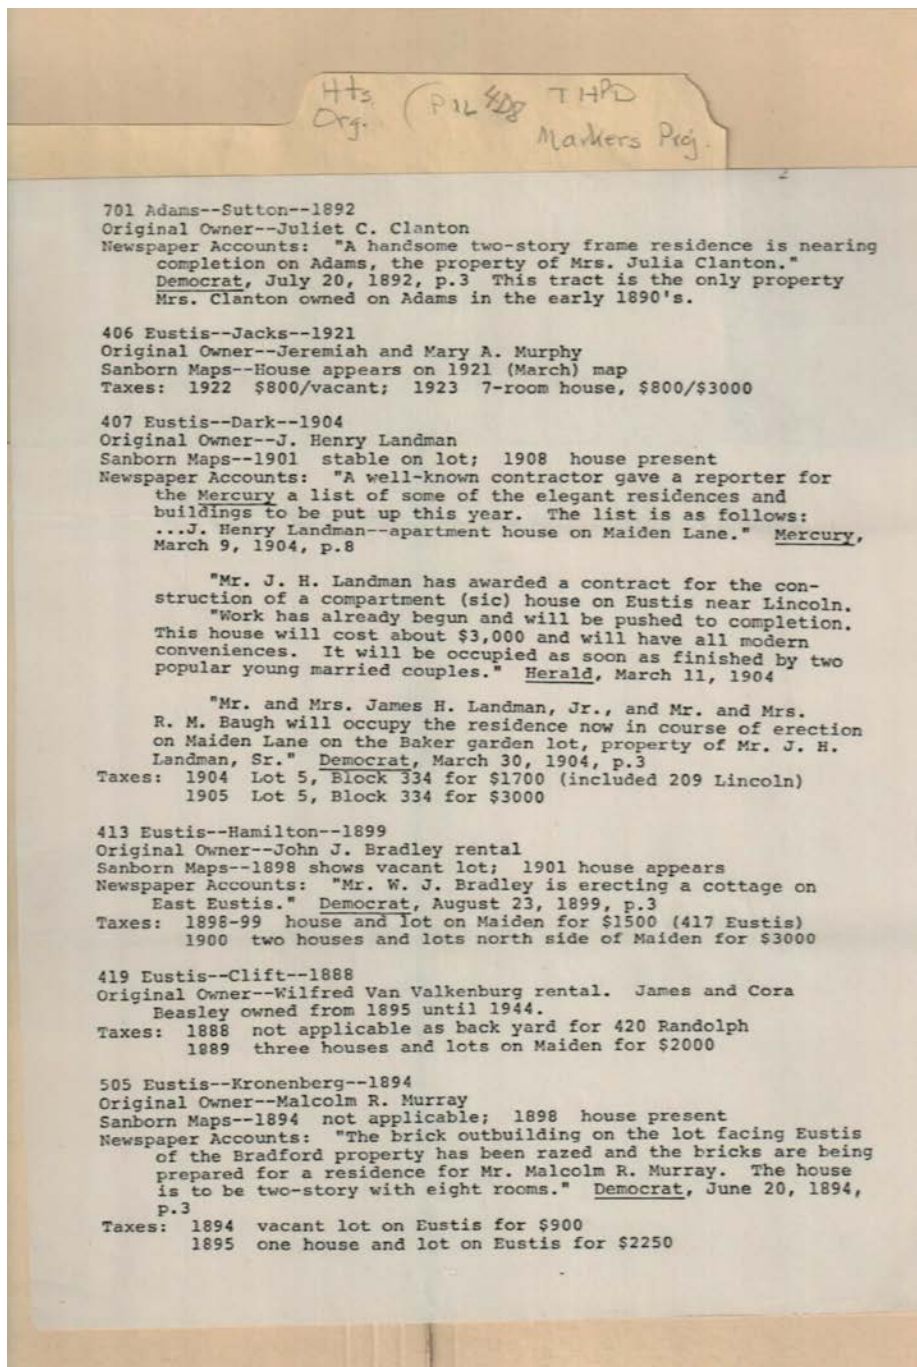 Hts. (P1L 4D8 THPD
Org. Markers Proj.
2
701 Adams--Sutton--1892
Original Owner--Juliet C. Clanton
Newspaper Accounts: "A handsome two-story frame residence is nearing
completion on Adams, the property of Mrs. Julia Clanton."
Democrat, July 20, 1892, p.3 This tract is the only property
Mrs. Clanton owned on Adams in the early 1890's.
406 Eustis--Jacks--1921
Original Owner--Jeremiah and Mary A. Murphy
Sanborn Maps--House appears on 1921 (March) map
Taxes: 1922 $800/vacant; 1923 7-room house, $800/$3000
407 Eustis--Dark--1904
Original Owner--J. Henry Landman
Sanborn Maps--1901 stable on lot; 1908 house present
Newspaper Accounts: "A well-known contractor gave a reporter for
the Mercury a list of some of the elegant residences and
buildings to be put up this year. The list is as follows:
...J. Henry Landman--apartment house on Maiden Lane." Mercury,
March 9, 1904, p.8
"Mr. J. H. Landman has awarded a contract for the con-
struction of a compartment (sic) house on Eustis near Lincoln.
"Work has already begun and will be pushed to completion.
This house will cost about $3,000 and will have all modern
conveniences. It will be occupied as soon as finished by two
popular young married couples." Herald, March 11, 1904
"Mr. and Mrs. James H. Landman, Jr., and Mr. and Mrs.
R. M. Baugh will occupy the residence now in course of erection
on Maiden Lane on the Baker garden lot, property of Mr. J. H.
Landman, Sr." Democrat, March 30, 1904, p.3
Taxes: 1904 Lot 5, Block 334 for $1700 (included 209 Lincoln)
1905 Lot 5, Block 334 for $3000
413 Eustis--Hamilton--1899
Original Owner--John J. Bradley rental
Sanborn Maps--1898 shows vacant lot; 1901 house appears
Newspaper Accounts: "Mr. W. J. Bradley is erecting a cottage on
East Eustis." Democrat, August 23, 1899, p.3
Taxes: 1898-99 house and lot on Maiden for $1500 (417 Eustis)
1900 two houses and lots north side of Maiden for $3000
419 Eustis--Clift--1888
Original Owner--Wilfred Van Valkenburg rental. James and Cora
Beasley owned from 1895 until 1944.
Taxes: 1888 not applicable as back yard for 420 Randolph
1889 three houses and lots on Maiden for $2000
505 Eustis--Kronenberg--1894
Original Owner--Malcolm R. Murray
Sanborn Maps--1894 not applicable; 1898 house present
Newspaper Accounts: "The brick outbuilding on the lot facing Eustis
of the Bradford property has been razed and the bricks are being
prepared for a residence for Mr. Malcolm R. Murray. The house
is to be two-story with eight rooms." Democrat, June 20, 1894,
p.3
Taxes: 1894 vacant lot on Eustis for $900
1895 one house and lot on Eustis for $2250